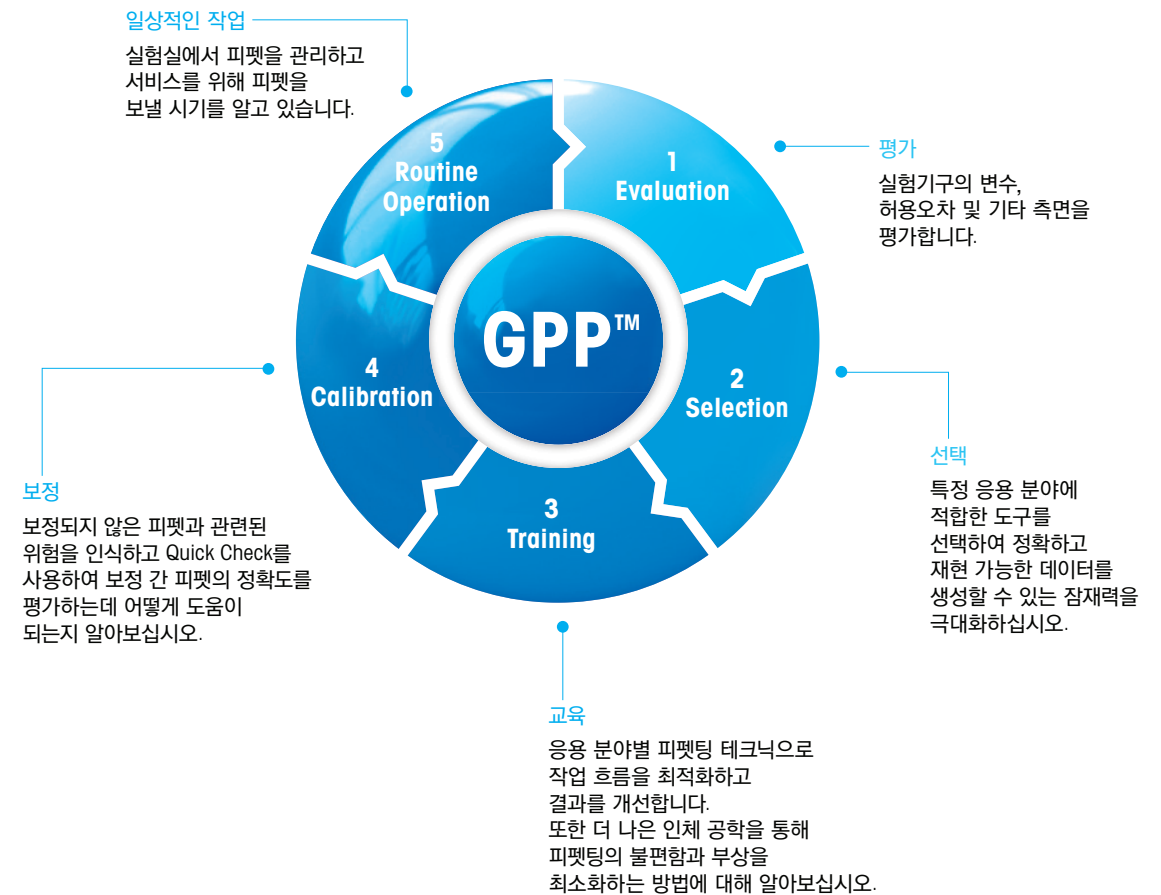 일상적인 작업
실험실에서 피펫을 관리하고
서비스를 위해 피펫을
보낼 시기를 알고 있습니다.
5
Routine
Operation
1
Evaluation
평가
실험기구의 변수,
허용오차 및 기타 측면을
평가합니다.
GPP™
4
Calibration
2
Selection
3
Training
선택
특정 응용 분야에
적합한 도구를
선택하여 정확하고
재현 가능한 데이터를
생성할 수 있는 잠재력을
극대화하십시오.
보정
보정되지 않은 피펫과 관련된
위험을 인식하고 Quick Check를
사용하여 보정 간 피펫의 정확도를
평가하는데 어떻게 도움이
되는지 알아보십시오.
교육
응용 분야별 피펫팅 테크닉으로
작업 흐름을 최적화하고
결과를 개선합니다.
또한 더 나은 인체 공학을 통해
피펫팅의 불편함과 부상을
최소화하는 방법에 대해 알아보십시오.